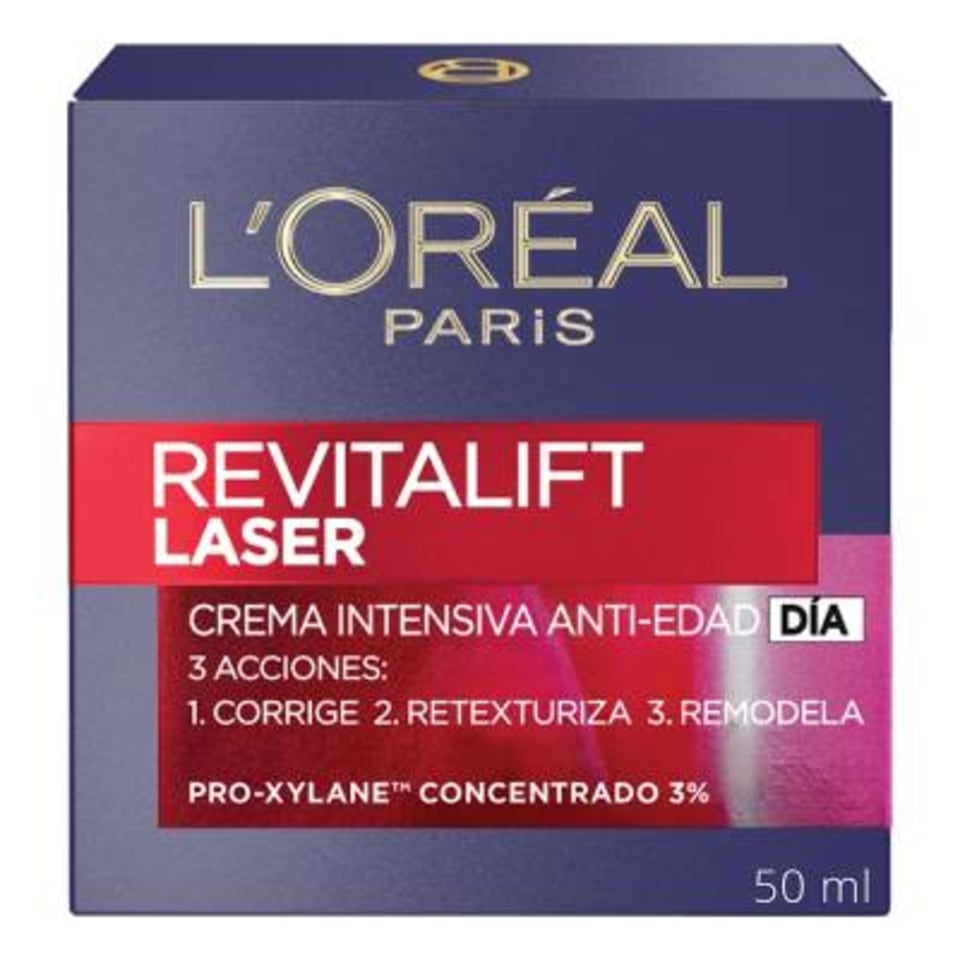 L'ORÉAL
PARiS
REVITALIFT
LASER
CREMA INTENSIVA ANTI-EDAD DÍA
3 ACCIONES:
1. CORRIGE 2. RETEXTURIZA 3. REMODELA
PRO-XYLANE™ CONCENTRADO 3%
50 ml